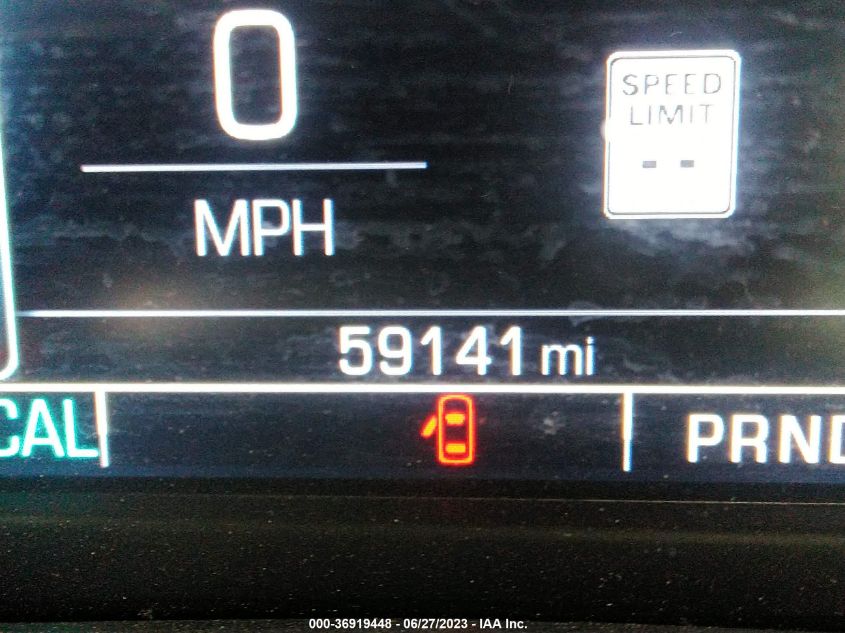 0
MPH
SPEED
LIMIT
- -
59141 mi
CAL
PRND
000-36919448 - 06/27/2023 - IAA Inc.